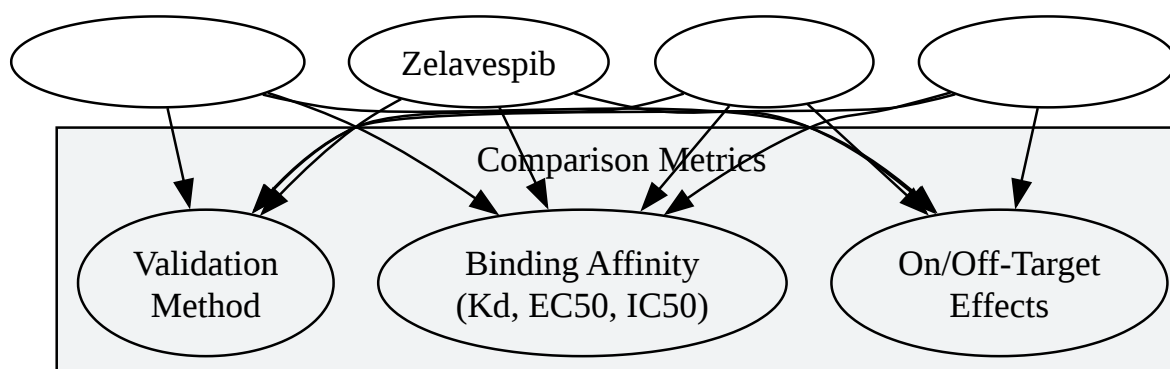 Zelavespib
Comparison Metrics
Validation
Method
Binding Affinity
(Kd, EC50, IC50)
On/Off-Target
Effects